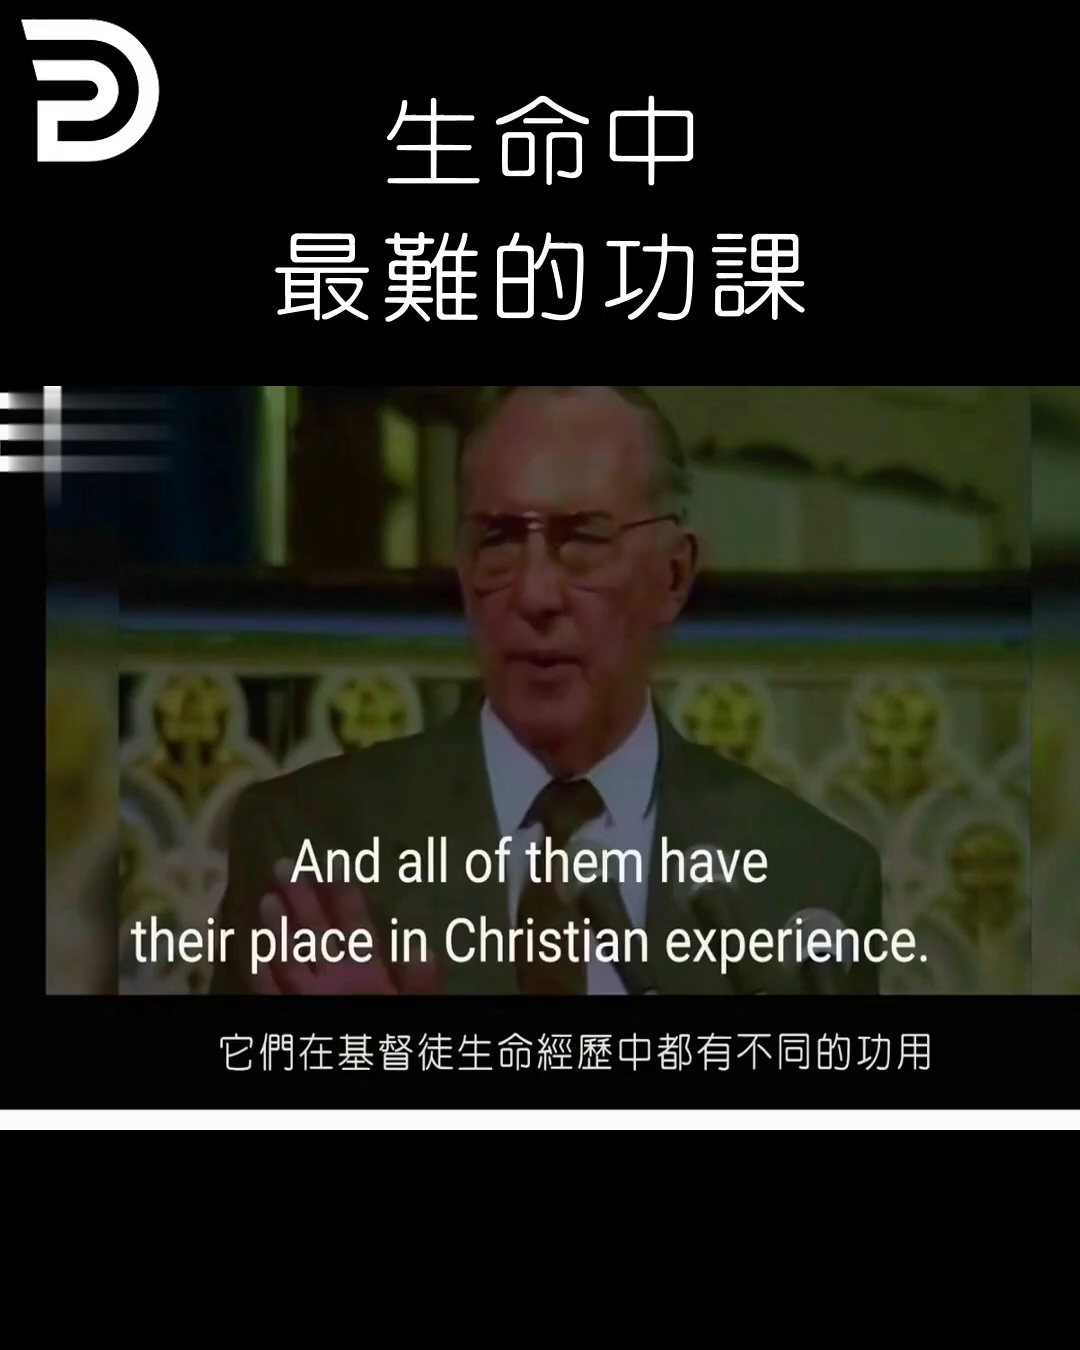 生命中
最難的功課
And all of them have
their place in Christian experience.
它們在基督徒生命經歷中都有不同的功用